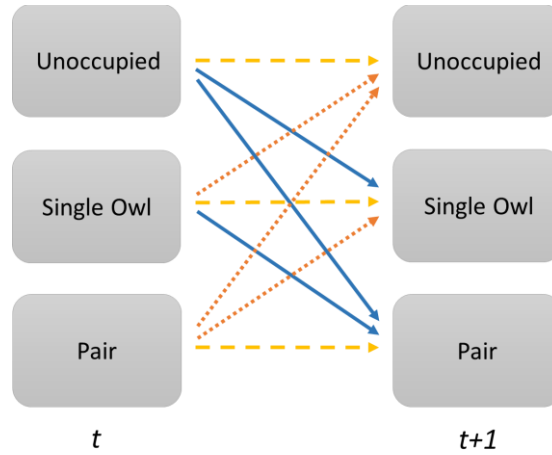 Unoccupied Unoccupied
Single Owl Single Owl
Pair Pair
t t+1